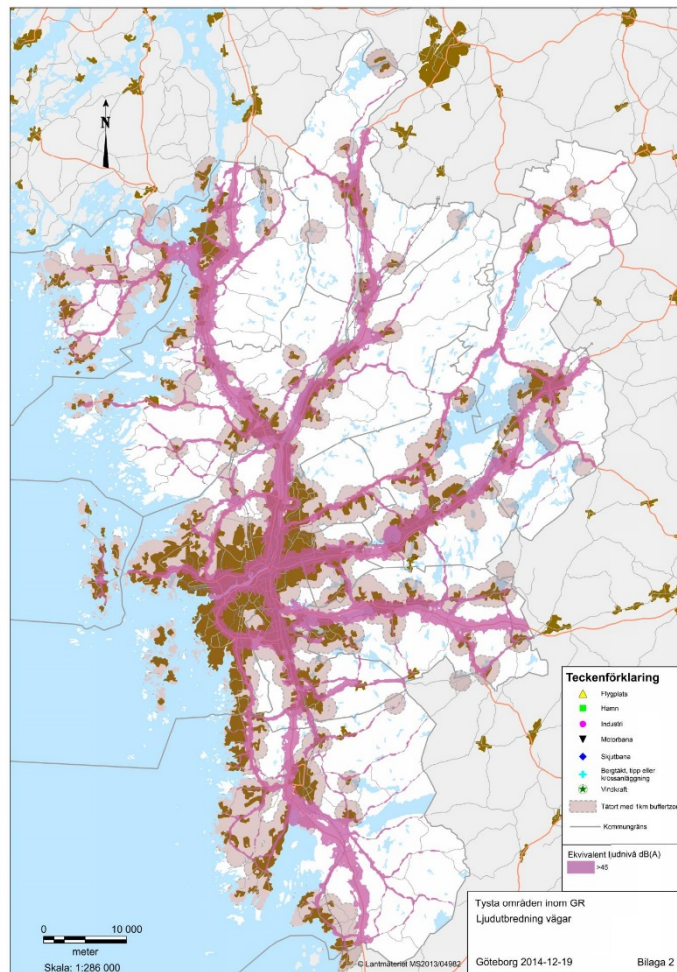 N
Teckenförklaring
Flygplats
Hamn
Industri
Motorbana
Skjutbana
Bergtäkt, tipp eller
krossanläggning
Vindkraft
Tätort med 1km buffertzon
Kommungräns
Ekvivalent ljudnivå dB(A)
>45
Tysta områden inom GR
Ljudutbredning vägar
Göteborg 2014-12-19 Bilaga 2
0 10 000
meter
Skala: 1:286 000
© Lantmäteriet MS2013/04982